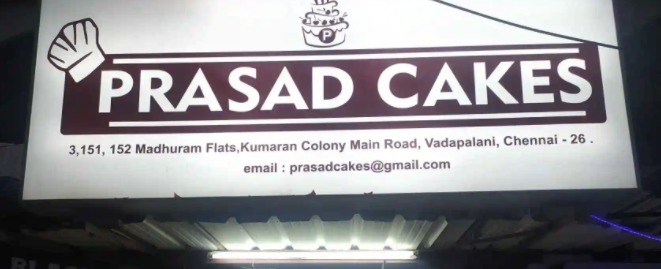 P
PRASAD CAKES
3,151, 152 Madhuram Flats,Kumaran Colony Main Road, Vadapalani, Chennai - 26 .
email : prasadcakes@gmail.com